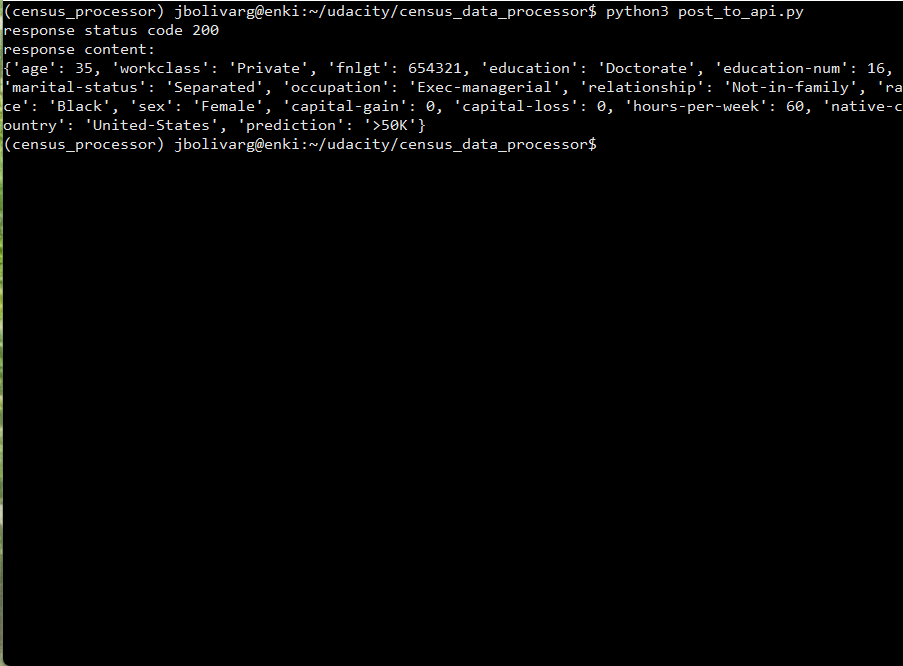 (census_processor) jbolivarg@enki:~/udacity/census_data_processor$ python3 post_to_api.py
response status code 200
response content:
{'age': 35, 'workclass': 'Private', 'fnlgt': 654321, 'education': 'Doctorate', 'education-num': 16,
'marital-status': 'Separated', 'occupation': 'Exec-managerial', 'relationship': 'Not-in-family', 'ra
ce': 'Black', 'sex': 'Female', 'capital-gain': 0, 'capital-loss': 0, 'hours-per-week': 60, 'native-c
ountry': 'United-States', 'prediction': '>50K'}
(census_processor) jbolivarg@enki:~/udacity/census_data_processor$